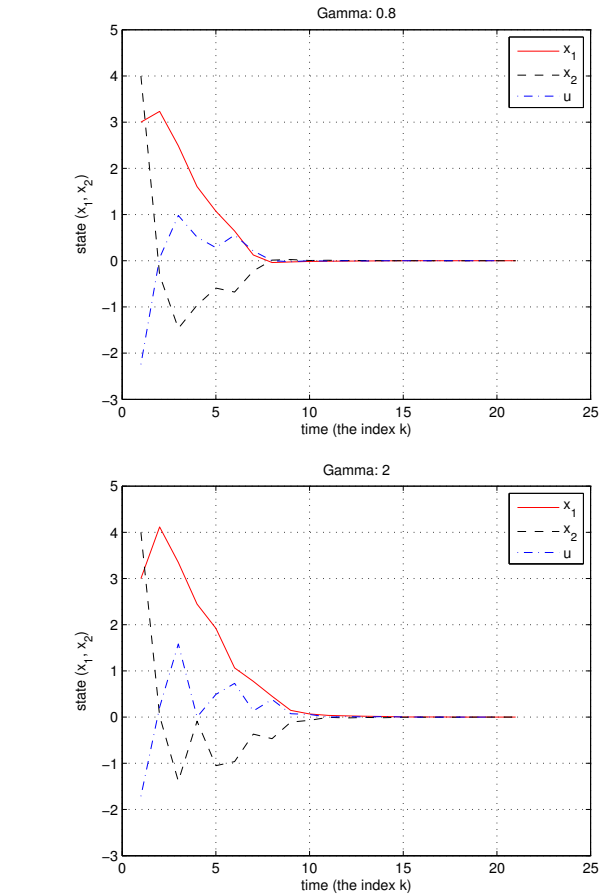 Gamma: 0.8
5
4
3
2
1
0
−1
−2
−3
state (x1, x2)
x1
x2
u
0 5 10 15 20 25
time (the index k)
Gamma: 2
5
4
3
2
1
0
−1
−2
−3
state (x1, x2)
x1
x2
u
0 5 10 15 20 25
time (the index k)